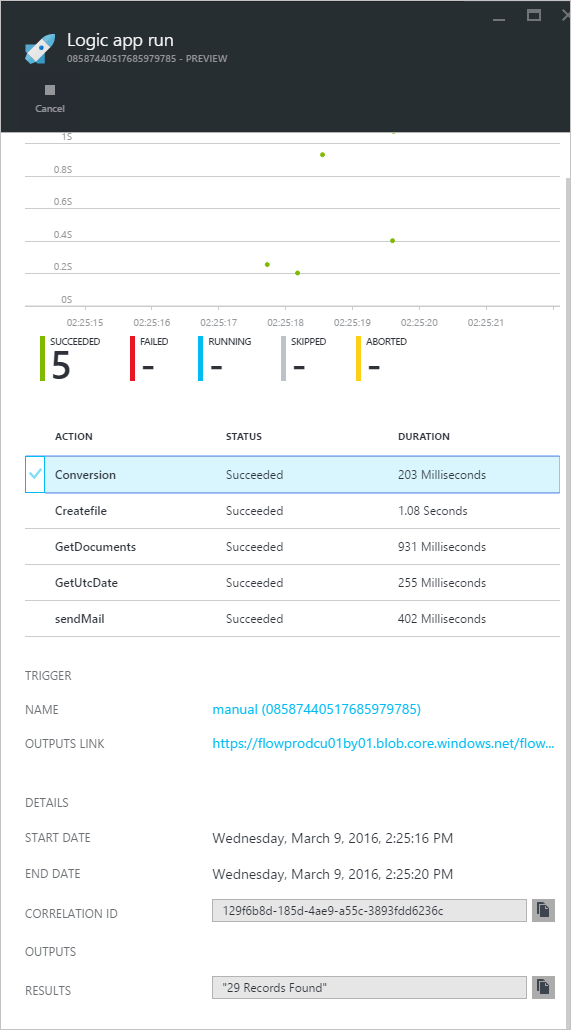 Logic app run
08587440517685979785 - PREVIEW
Cancel
1S
0.8S
0.6S
0.4S
0.2S
0S
02:25:15 02:25:16 02:25:17 02:25:18 02:25:19 02:25:20 02:25:21
SUCCEEDED FAILED RUNNING SKIPPED ABORTED
5 - - - -
ACTION STATUS DURATION
Conversion Succeeded 203 Milliseconds
Createfile Succeeded 1.08 Seconds
GetDocuments Succeeded 931 Milliseconds
GetUtcDate Succeeded 255 Milliseconds
sendMail Succeeded 402 Milliseconds
TRIGGER
NAME manual (08587440517685979785)
OUTPUTS LINK https://flowprodcu01by01.blob.core.windows.net/flow...
DETAILS
START DATE Wednesday, March 9, 2016, 2:25:16 PM
END DATE Wednesday, March 9, 2016, 2:25:20 PM
CORRELATION ID 129f6b8d-185d-4ae9-a55c-3893fdd6236c
OUTPUTS
RESULTS "29 Records Found"